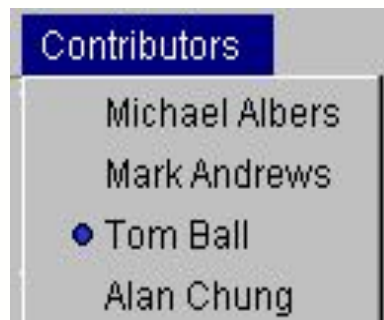 Contributors
Michael Albers
Mark Andrews
Tom Ball
Alan Chung